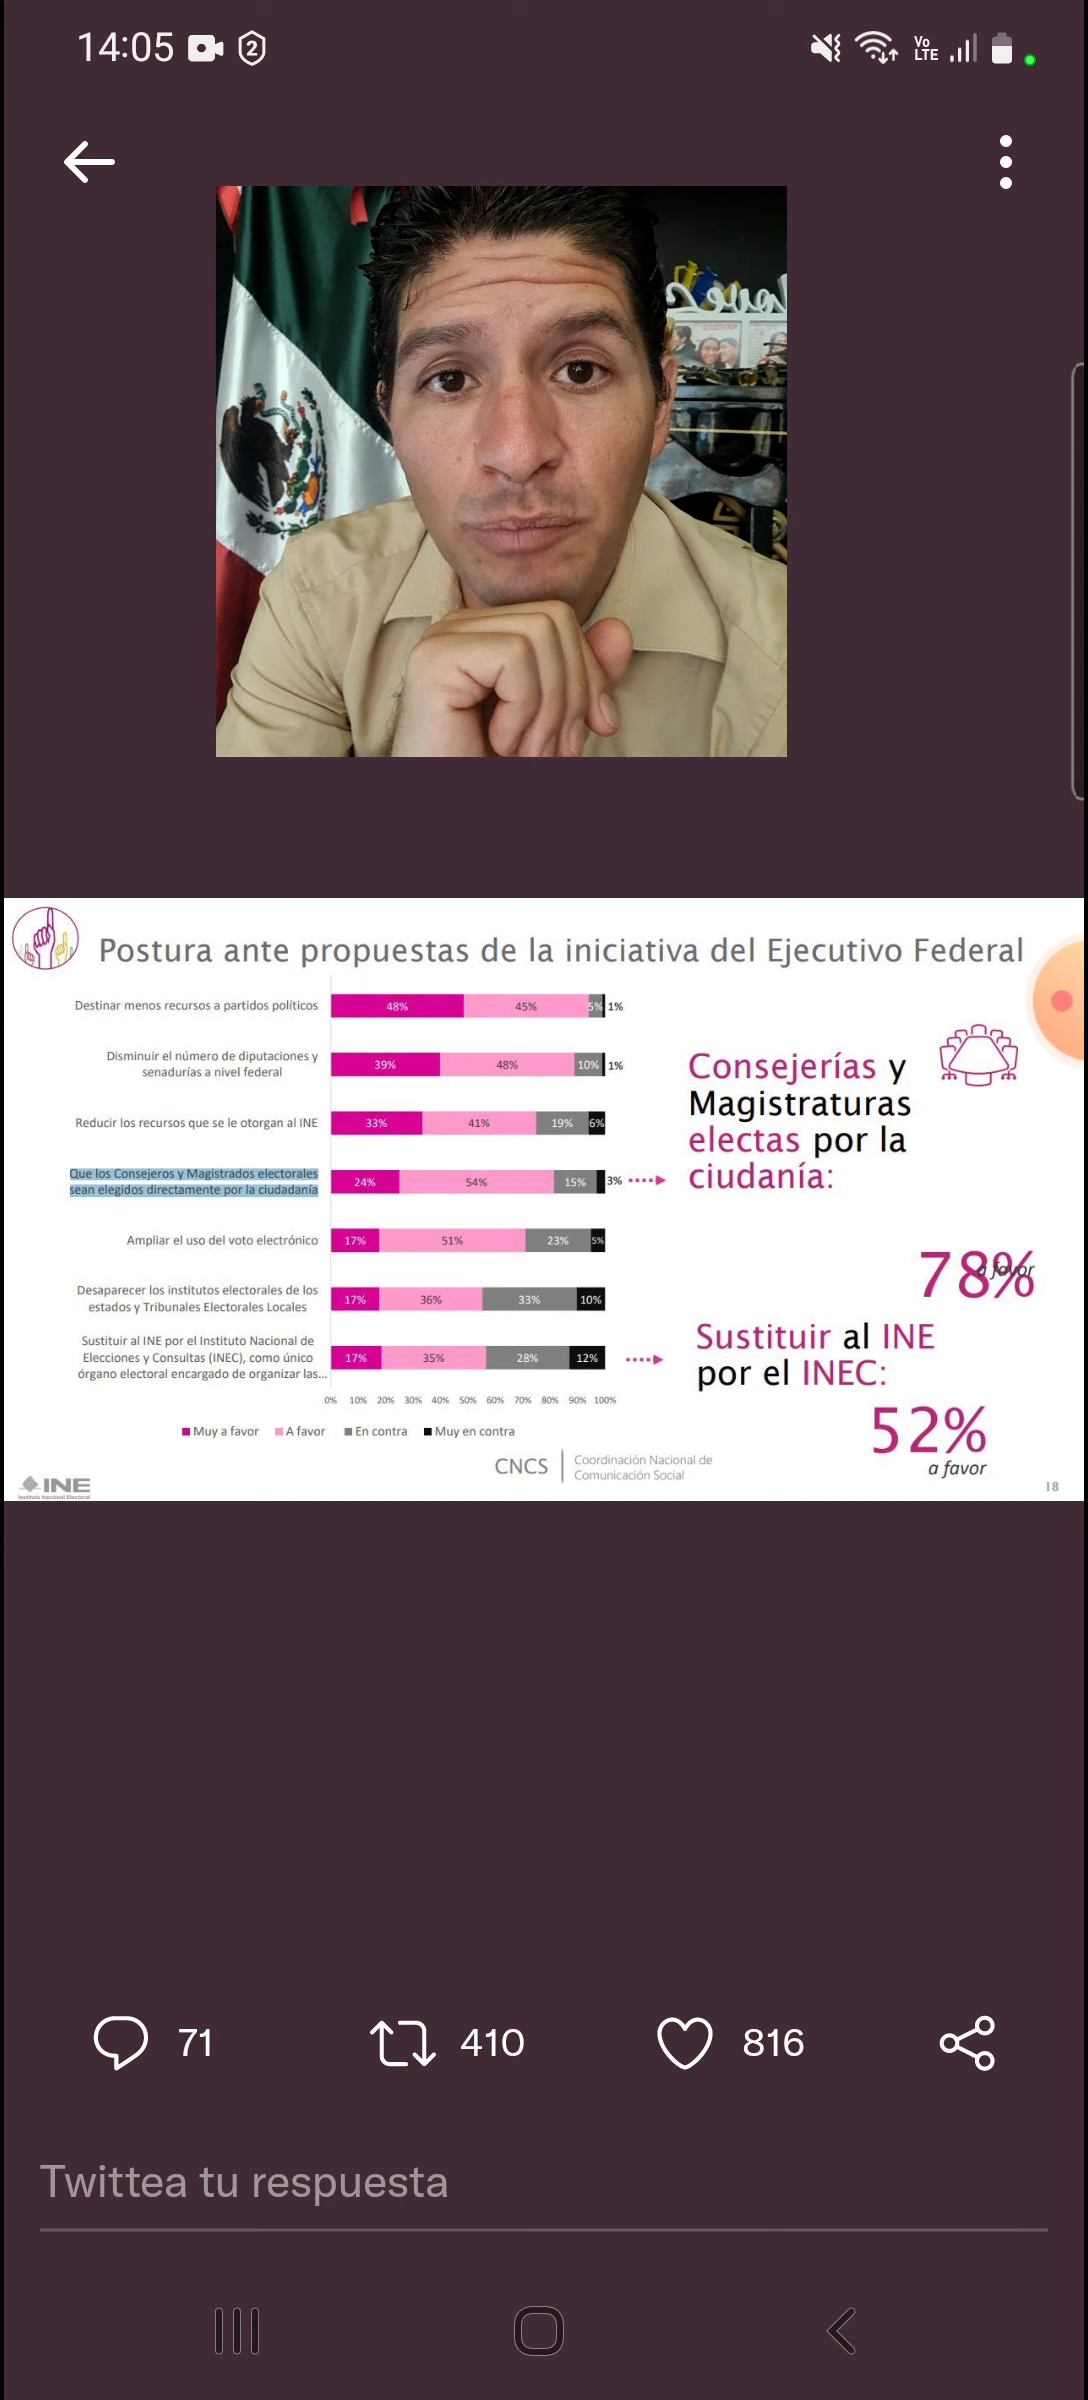 14:05
2
Vo
LTE
Postura ante propuestas de la iniciativa del Ejecutivo Federal
Destinar menos recursos a partidos políticos
48% 45% 5% 1%
Disminuir el número de diputaciones y
senadurías a nivel federal
39% 48% 10% 1%
Reducir los recursos que se le otorgan al INE
33% 41% 19% 6%
Que los Consejeros y Magistrados electorales
sean elegidos directamente por la ciudadanía
24% 54% 15% 3%
Ampliar el uso del voto electrónico
17% 51% 23% 5%
Desaparecer los institutos electorales de los
estados y Tribunales Electorales Locales
17% 36% 33% 10%
Sustituir al INE por el Instituto Nacional de
Elecciones y Consultas (INEC), como único
órgano electoral encargado de organizar las...
17% 35% 28% 12%
0% 10% 20% 30% 40% 50% 60% 70% 80% 90% 100%
Muy a favor A favor En contra Muy en contra
Consejerías y
Magistraturas
electas por la
ciudanía:
78%
a favor
Sustituir al INE
por el INEC:
52%
a favor
CNCS
Coordinación Nacional de
Comunicación Social
INE
Instituto Nacional Electoral
18
71
410
816
Twittea tu respuesta